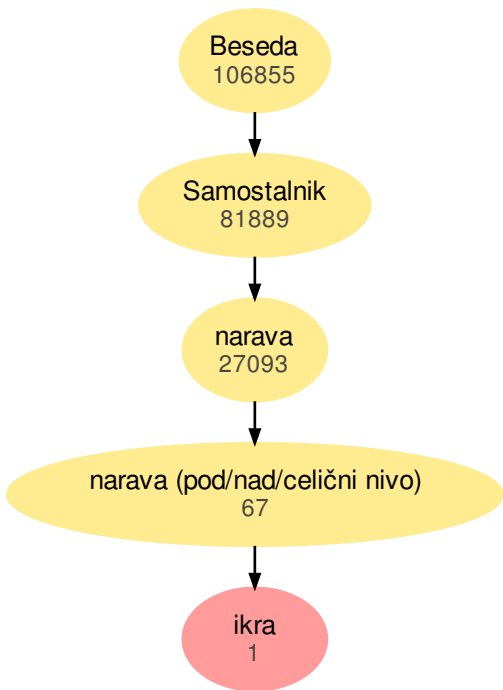 Beseda
106855
Samostalnik
81889
narava
27093
narava (pod/nad/celični nivo)
67
ikra
1